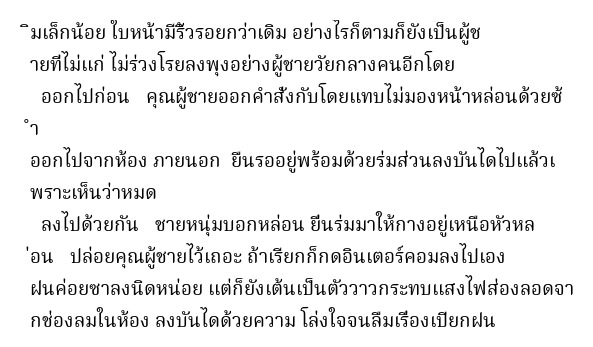 ิมเล็กน้อย ใบหน้ามีริ้วรอยกว่าเดิม อย่างไรก็ตามก็ยังเป็นผู้ช
ายที่ไม่แก่ ไม่ร่วงโรยลงพุงอย่างผู้ชายวัยกลางคนอีกโดย
ออกไปก่อน คุณผู้ชายออกคำสั่งกับโดยแทบไม่มองหน้าหล่อนด้วยซ้
ำ
ออกไปจากห้อง ภายนอก ยืนรออยู่พร้อมด้วยร่มส่วนลงบันไดไปแล้วเ
พราะเห็นว่าหมด
ลงไปด้วยกัน ชายหนุ่มบอกหล่อน ยื่นร่มมาให้กางอยู่เหนือหัวหล
่อน ปล่อยคุณผู้ชายไว้เถอะ ถ้าเรียกก็กดอินเตอร์คอมลงไปเอง
ฝนค่อยซาลงนิดหน่อย แต่ก็ยังเต้นเป็นตัววาวกระทบแสงไฟส่องลอดจา
กช่องลมในห้อง ลงบันไดด้วยความ โล่งใจจนลืมเรื่องเปียกฝน